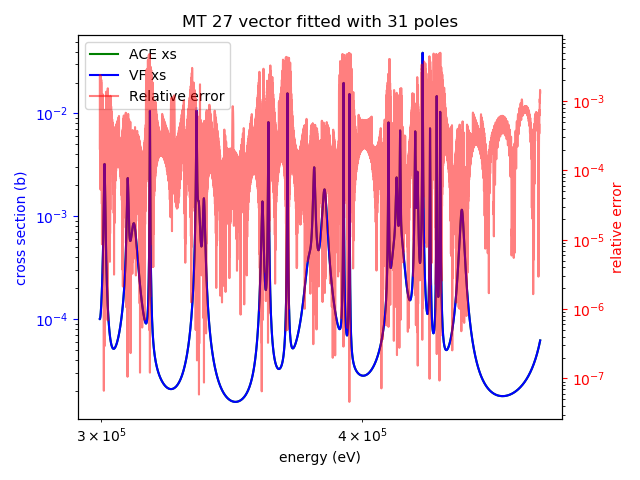 MT 27 vector fitted with 31 poles
ACE xs
VF xs
Relative error
10⁻²
10⁻³
10⁻⁴
cross section (b)
10⁻³
10⁻⁴
10⁻⁵
10⁻⁶
10⁻⁷
relative error
3 × 10⁵
4 × 10⁵
energy (eV)